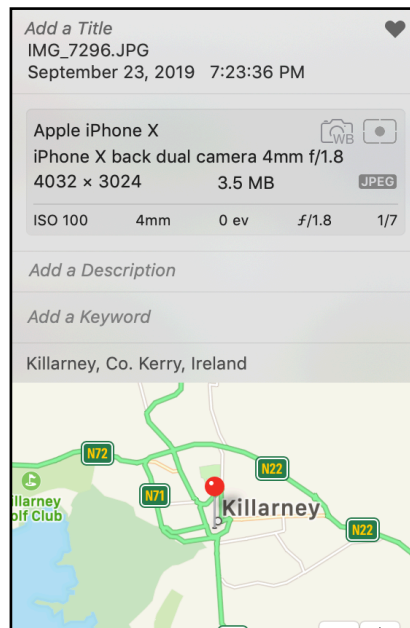 Add a Title
IMG_7296.JPG
September 23, 2019 7:23:36 PM
Apple iPhone X
WB
iPhone X back dual camera 4mm f/1.8
4032 × 3024 3.5 MB JPEG
ISO 100 4mm 0 ev ƒ/1.8 1/7
Add a Description
Add a Keyword
Killarney, Co. Kerry, Ireland
N72
N22
N71
illarney
olf Club
Killarney
N22